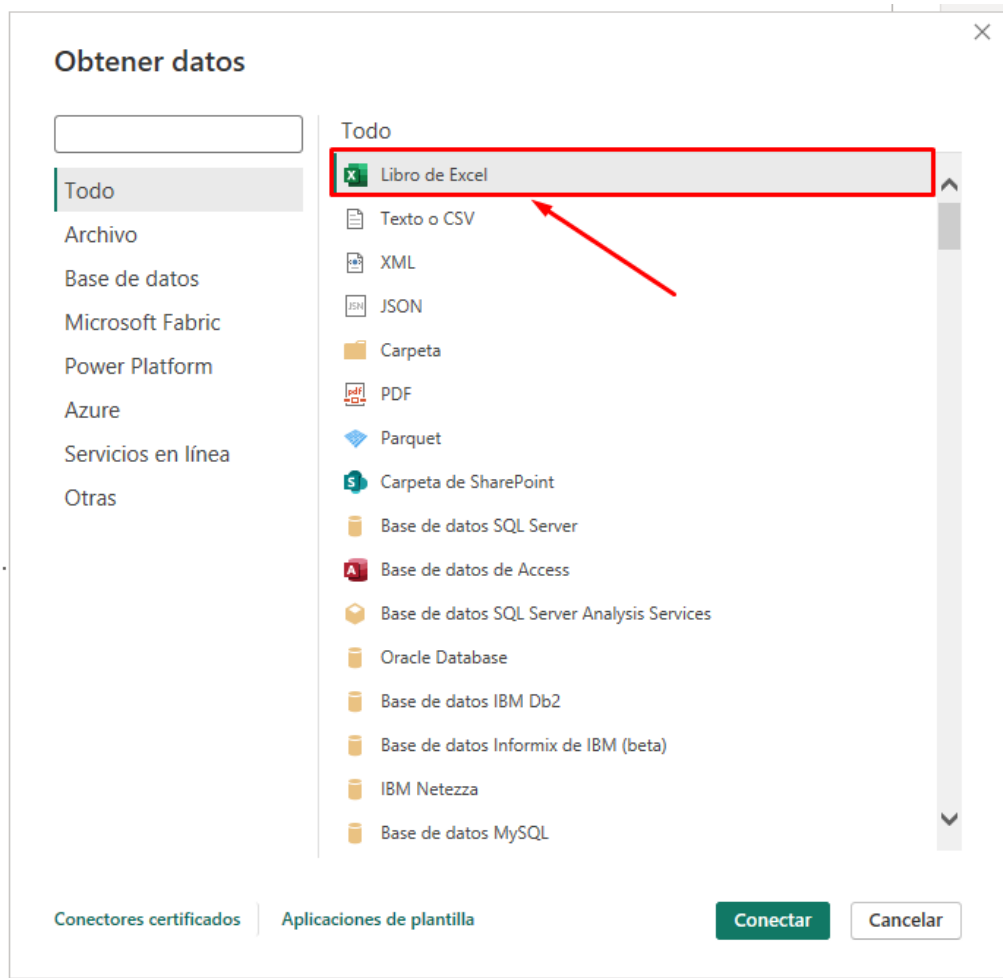 Obtener datos
Todo
Archivo
Base de datos
Microsoft Fabric
Power Platform
Azure
Servicios en línea
Otras
Todo
Libro de Excel
Texto o CSV
XML
JSN JSON
Carpeta
pdf PDF
Parquet
S Carpeta de SharePoint
Base de datos SQL Server
A Base de datos de Access
Base de datos SQL Server Analysis Services
Oracle Database
Base de datos IBM Db2
Base de datos Informix de IBM (beta)
IBM Netezza
Base de datos MySQL
Conectores certificados
Aplicaciones de plantilla
Conectar
Cancelar